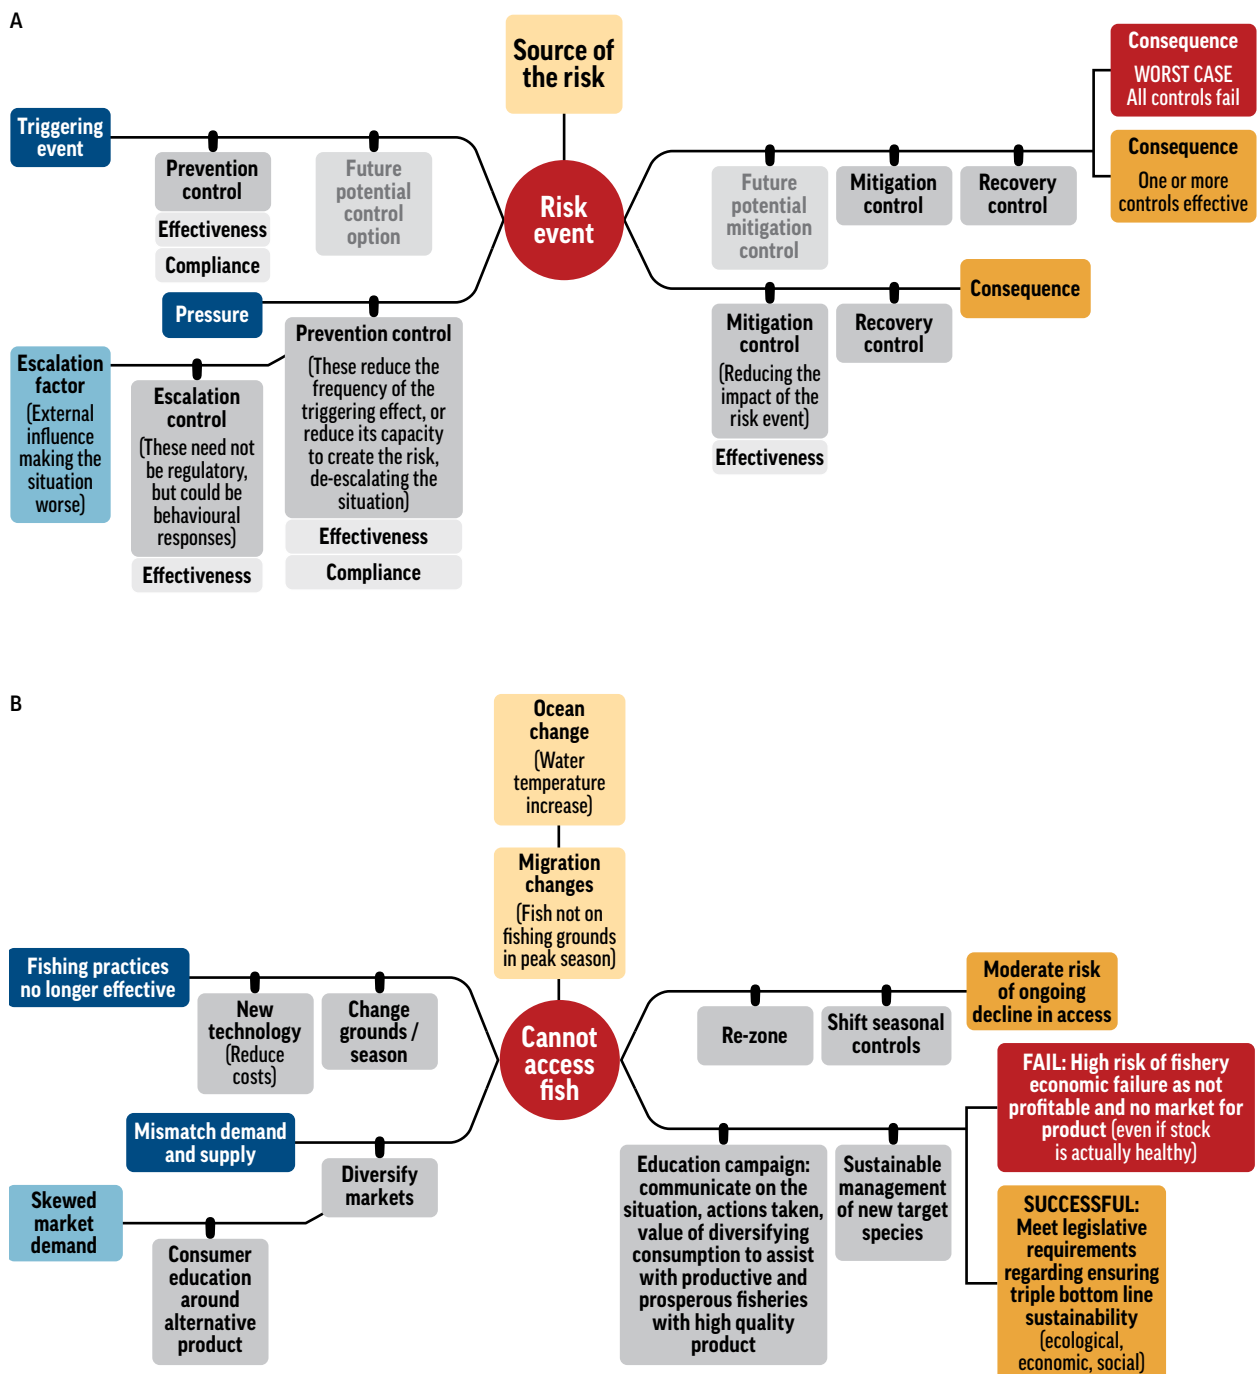 A
Source of
the risk
Triggering
event
Prevention
control
Effectiveness
Compliance
Future
potential
control
option
Risk
event
Future
potential
mitigation
control
Mitigation
control
Recovery
control
Consequence
WORST CASE
All controls fail
Consequence
One or more
controls effective
Pressure
Prevention control
(These reduce the
frequency of the
triggering effect, or
reduce its capacity
to create the risk,
de-escalating the
situation)
Effectiveness
Compliance
Escalation
factor
(External
influence
making the
situation
worse)
Escalation
control
(These need not
be regulatory,
but could be
behavioural
responses)
Effectiveness
Mitigation
control
(Reducing the
impact of the
risk event)
Effectiveness
Recovery
control
Consequence
B
Ocean
change
(Water
temperature
increase)
Migration
changes
(Fish not on
fishing grounds
in peak season)
Fishing practices
no longer effective
New
technology
(Reduce
costs)
Change
grounds /
season
Cannot
access
fish
Re-zone
Shift seasonal
controls
Moderate risk
of ongoing
decline in access
Mismatch demand
and supply
Diversify
markets
Skewed
market
demand
Consumer
education
around
alternative
product
Education campaign:
communicate on the
situation, actions taken,
value of diversifying
consumption to assist
with productive and
prosperous fisheries
with high quality
product
Sustainable
management
of new target
species
FAIL: High risk of fishery
economic failure as not
profitable and no market for
product (even if stock
is actually healthy)
SUCCESSFUL:
Meet legislative
requirements
regarding ensuring
triple bottom line
sustainability
(ecological,
economic, social)